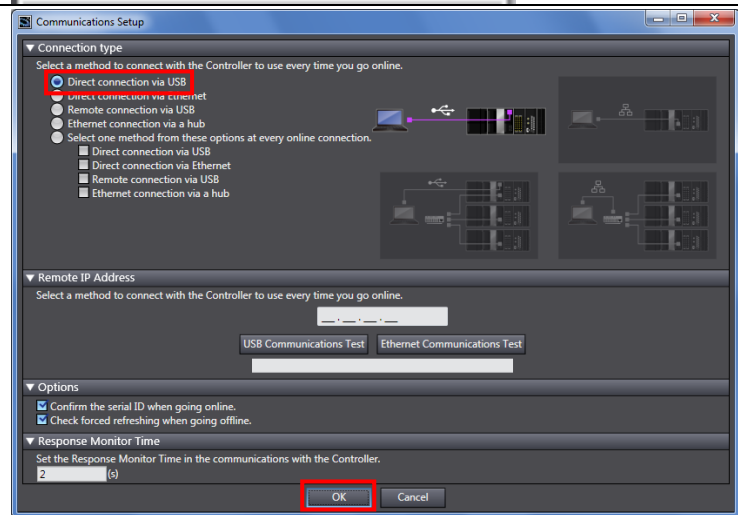 Communications Setup
▼ Connection type
Select a method to connect with the Controller to use every time you go online.
Direct connection via USB
Direct connection via Ethernet
Remote connection via USB
Ethernet connection via a hub
Select one method from these options at every online connection.
Direct connection via USB
Direct connection via Ethernet
Remote connection via USB
Ethernet connection via a hub
▼ Remote IP Address
Select a method to connect with the Controller to use every time you go online.
__.__.__.__
USB Communications Test Ethernet Communications Test
▼ Options
Confirm the serial ID when going online.
Check forced refreshing when going offline.
▼ Response Monitor Time
Set the Response Monitor Time in the communications with the Controller.
2 (s)
OK Cancel